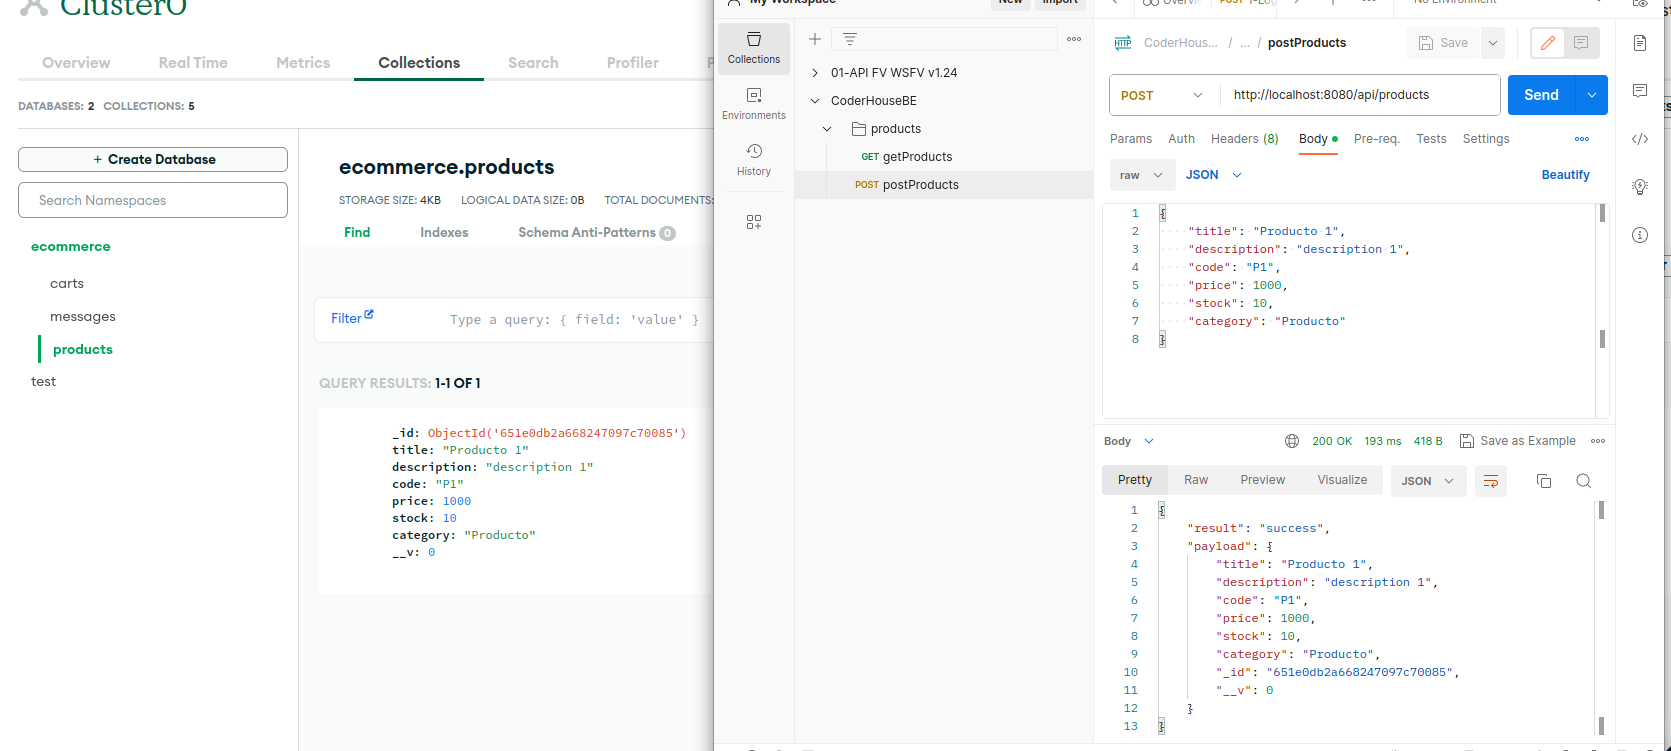 Cluster0
Overview Real Time Metrics Collections Search Profiler
DATABASES: 2 COLLECTIONS: 5
+ Create Database
Search Namespaces
ecommerce
carts
messages
products
test
ecommerce.products
STORAGE SIZE: 4KB LOGICAL DATA SIZE: 0B TOTAL DOCUMENTS:
Find Indexes Schema Anti-Patterns 0
Filter Type a query: { field: 'value' }
QUERY RESULTS: 1-1 OF 1
_id: ObjectId('651e0db2a668247097c70085')
title: "Producto 1"
description: "description 1"
code: "P1"
price: 1000
stock: 10
category: "Producto"
__v: 0
My Workspace New Import
Collections
Environments
History
01-API FV WSFV v1.24
CoderHouseBE
products
GET getProducts
POST postProducts
No Environment
HTTP CoderHous... / ... / postProducts Save
POST http://localhost:8080/api/products Send
Params Auth Headers (8) Body Pre-req. Tests Settings
raw JSON Beautify
1 {
2 "title": "Producto 1",
3 "description": "description 1",
4 "code": "P1",
5 "price": 1000,
6 "stock": 10,
7 "category": "Producto"
8 }
Body 200 OK 193 ms 418 B Save as Example
Pretty Raw Preview Visualize JSON
1 {
2 "result": "success",
3 "payload": {
4 "title": "Producto 1",
5 "description": "description 1",
6 "code": "P1",
7 "price": 1000,
8 "stock": 10,
9 "category": "Producto",
10 "_id": "651e0db2a668247097c70085",
11 "__v": 0
12 }
13 }